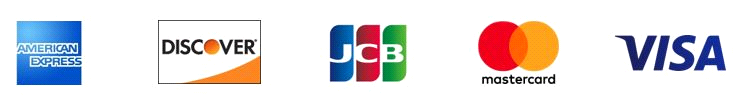 AMERICAN
EXPRESS
DISCOVER
JCB
mastercard
VISA